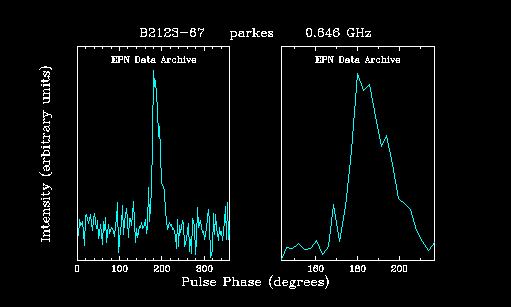 B2123-67 parkes 0.646 GHz
EPN Data Archive EPN Data Archive
Intensity (arbitrary units)
0 100 200 300 160 180 200
Pulse Phase (degrees)